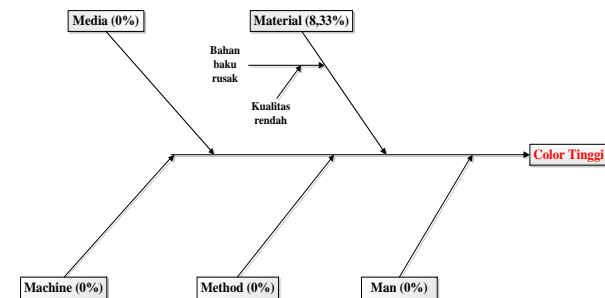 Media (0%)
Material (8,33%)
Bahan
baku
rusak
Kualitas
rendah
Color Tinggi
Machine (0%)
Method (0%)
Man (0%)